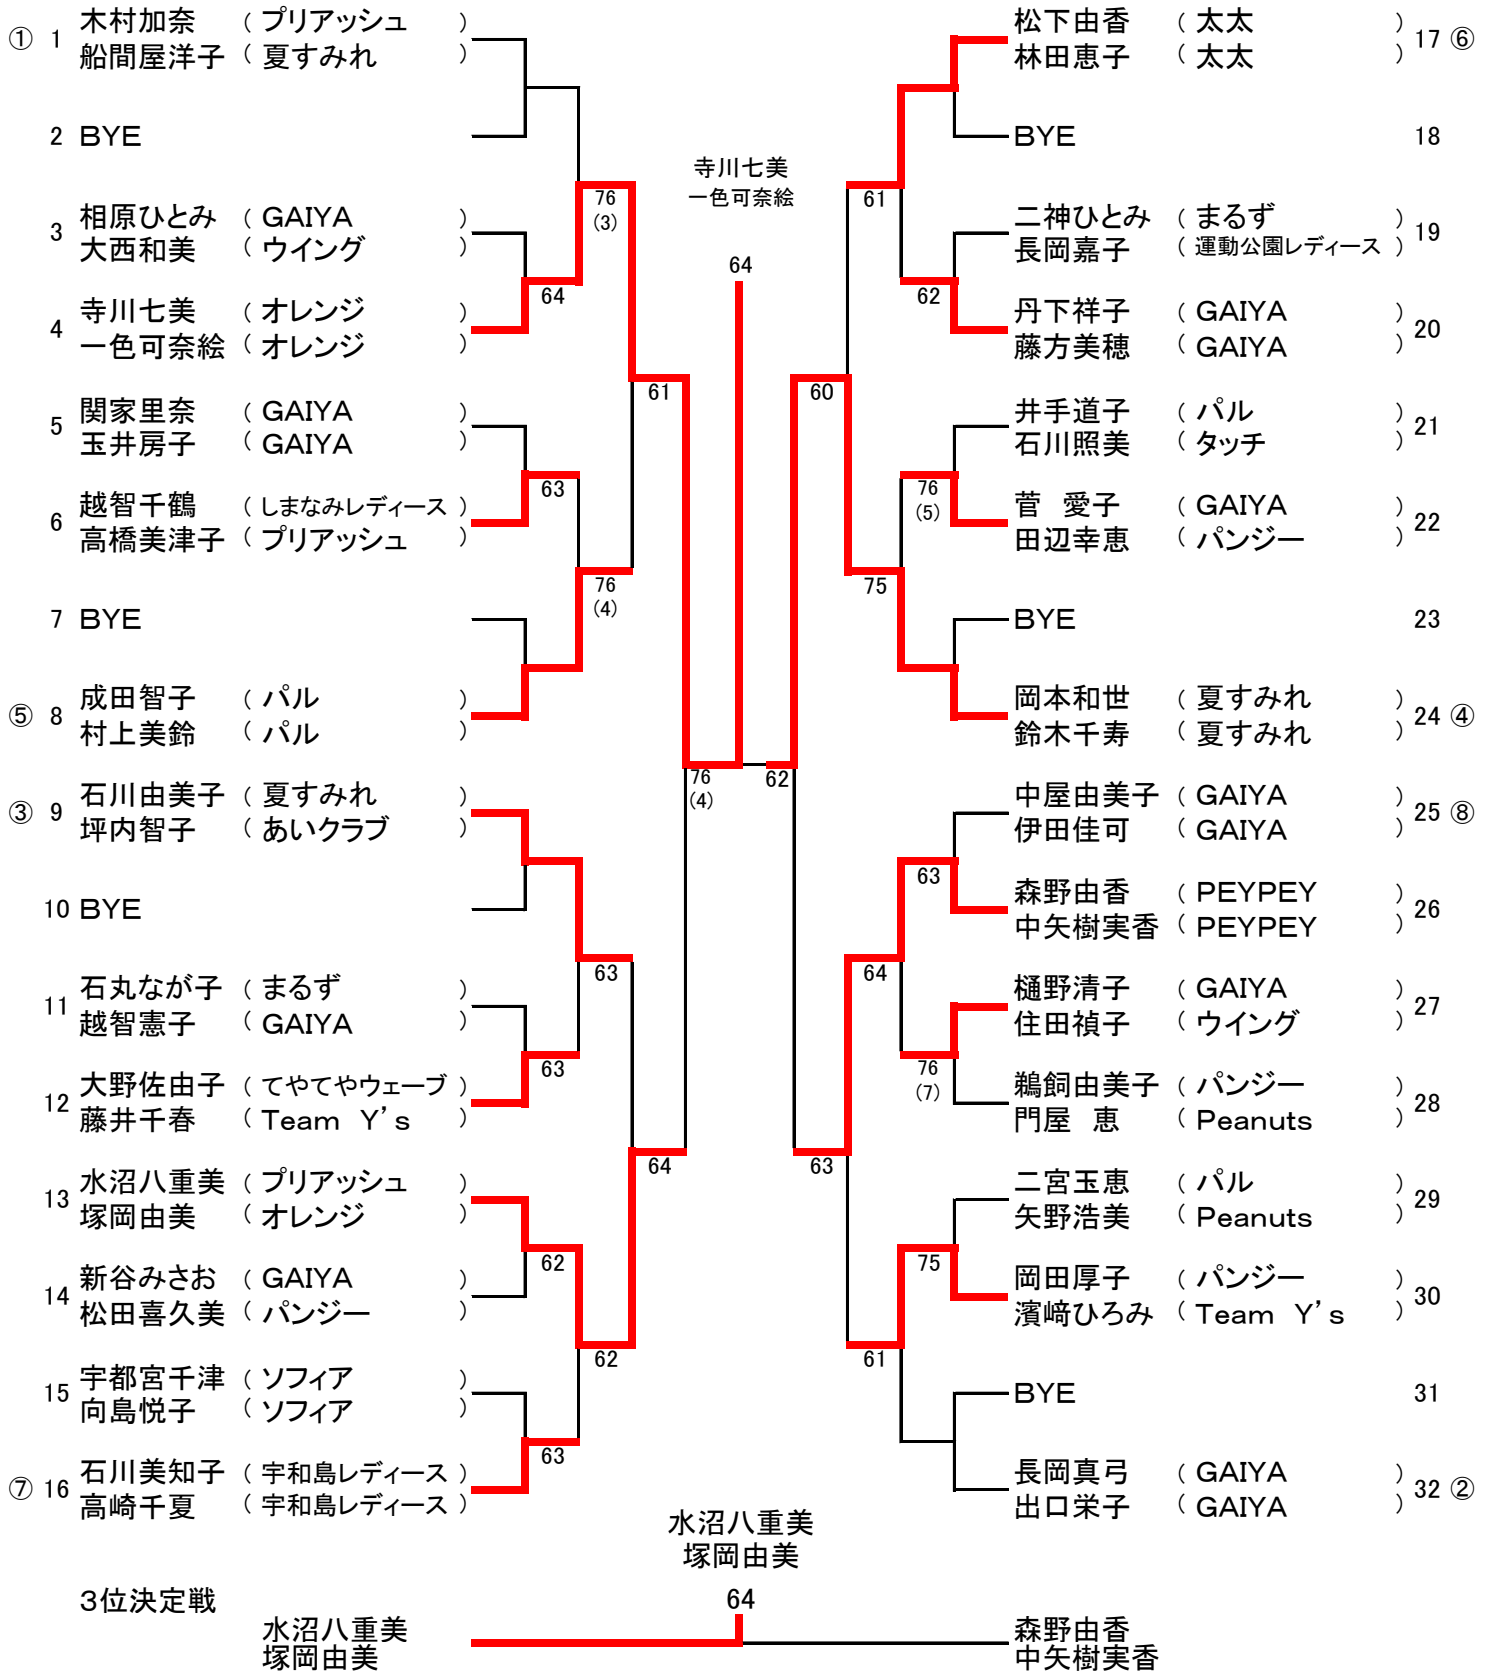 ① 1 木村加奈 ( プリアッシュ )
船間屋洋子 ( 夏すみれ )
2 BYE
3 相原ひとみ ( GAIYA )
大西和美 ( ウイング )
4 寺川七美 ( オレンジ )
一色可奈絵 ( オレンジ )
5 関家里奈 ( GAIYA )
玉井房子 ( GAIYA )
6 越智千鶴 ( しまなみレディース )
高橋美津子 ( プリアッシュ )
7 BYE
⑤ 8 成田智子 ( パル )
村上美鈴 ( パル )
③ 9 石川由美子 ( 夏すみれ )
坪内智子 ( あいクラブ )
10 BYE
11 石丸なが子 ( まるず )
越智憲子 ( GAIYA )
12 大野佐由子 ( てやてやウェーブ )
藤井千春 ( Team Y's )
13 水沼八重美 ( プリアッシュ )
塚岡由美 ( オレンジ )
14 新谷みさお ( GAIYA )
松田喜久美 ( パンジー )
15 宇都宮千津 ( ソフィア )
向島悦子 ( ソフィア )
⑦ 16 石川美知子 ( 宇和島レディース )
高崎千夏 ( 宇和島レディース )
64
63
63
62
63
76
(3)
76
(4)
63
62
61
64
76
(4)
寺川七美
一色可奈絵
64
62
60
63
61
75
64
61
62
76
(5)
63
76
(7)
75
松下由香 ( 太太 ) 17 ⑥
林田恵子 ( 太太 )
BYE 18
二神ひとみ ( まるず ) 19
長岡嘉子 ( 運動公園レディース )
丹下祥子 ( GAIYA ) 20
藤方美穂 ( GAIYA )
井手道子 ( パル ) 21
石川照美 ( タッチ )
菅 愛子 ( GAIYA ) 22
田辺幸恵 ( パンジー )
BYE 23
岡本和世 ( 夏すみれ ) 24 ④
鈴木千寿 ( 夏すみれ )
中屋由美子 ( GAIYA ) 25 ⑧
伊田佳可 ( GAIYA )
森野由香 ( PEYPEY ) 26
中矢樹実香 ( PEYPEY )
樋野清子 ( GAIYA ) 27
住田禎子 ( ウイング )
鵜飼由美子 ( パンジー ) 28
門屋 恵 ( Peanuts )
二宮玉恵 ( パル ) 29
矢野浩美 ( Peanuts )
岡田厚子 ( パンジー ) 30
濱﨑ひろみ ( Team Y's )
BYE 31
長岡真弓 ( GAIYA ) 32 ②
出口栄子 ( GAIYA )
水沼八重美
塚岡由美
3位決定戦
64
水沼八重美
塚岡由美
森野由香
中矢樹実香